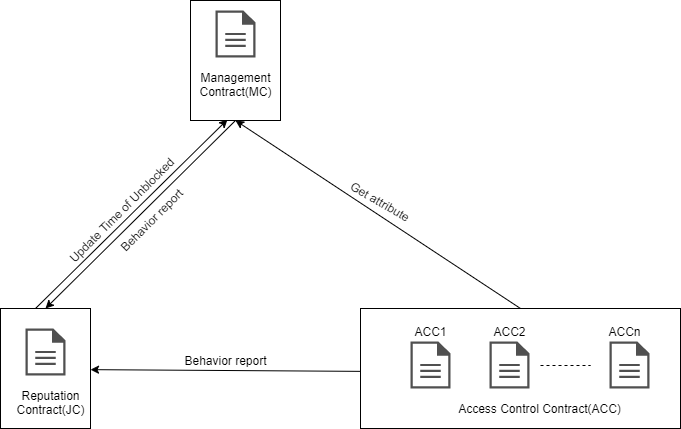 Management
Contract(MC)
Update Time of Unblocked
Behavior report
Get attribute
ACC1
ACC2
ACCn
Behavior report
Reputation
Contract(JC)
Access Control Contract(ACC)